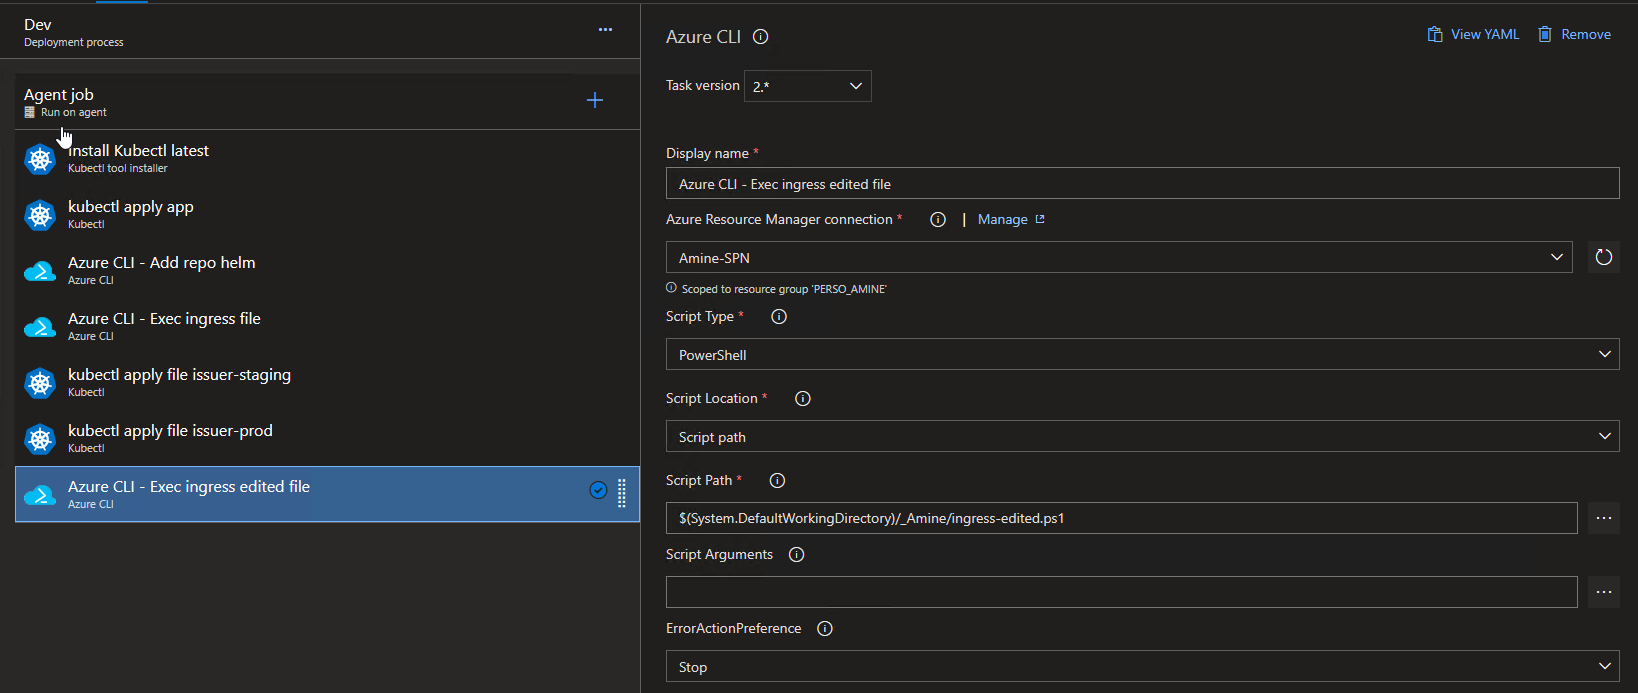 Dev
Deployment process
Agent job
Run on agent
Install Kubectl latest
Kubectl tool installer
kubectl apply app
Kubectl
Azure CLI - Add repo helm
Azure CLI
Azure CLI - Exec ingress file
Azure CLI
kubectl apply file issuer-staging
Kubectl
kubectl apply file issuer-prod
Kubectl
Azure CLI - Exec ingress edited file
Azure CLI
Azure CLI
View YAML
Remove
Task version 2.*
Display name *
Azure CLI - Exec ingress edited file
Azure Resource Manager connection * | Manage
Amine-SPN
Scoped to resource group 'PERSO_AMINE'
Script Type *
PowerShell
Script Location *
Script path
Script Path *
$(System.DefaultWorkingDirectory)/_Amine/ingress-edited.ps1
Script Arguments
ErrorActionPreference
Stop